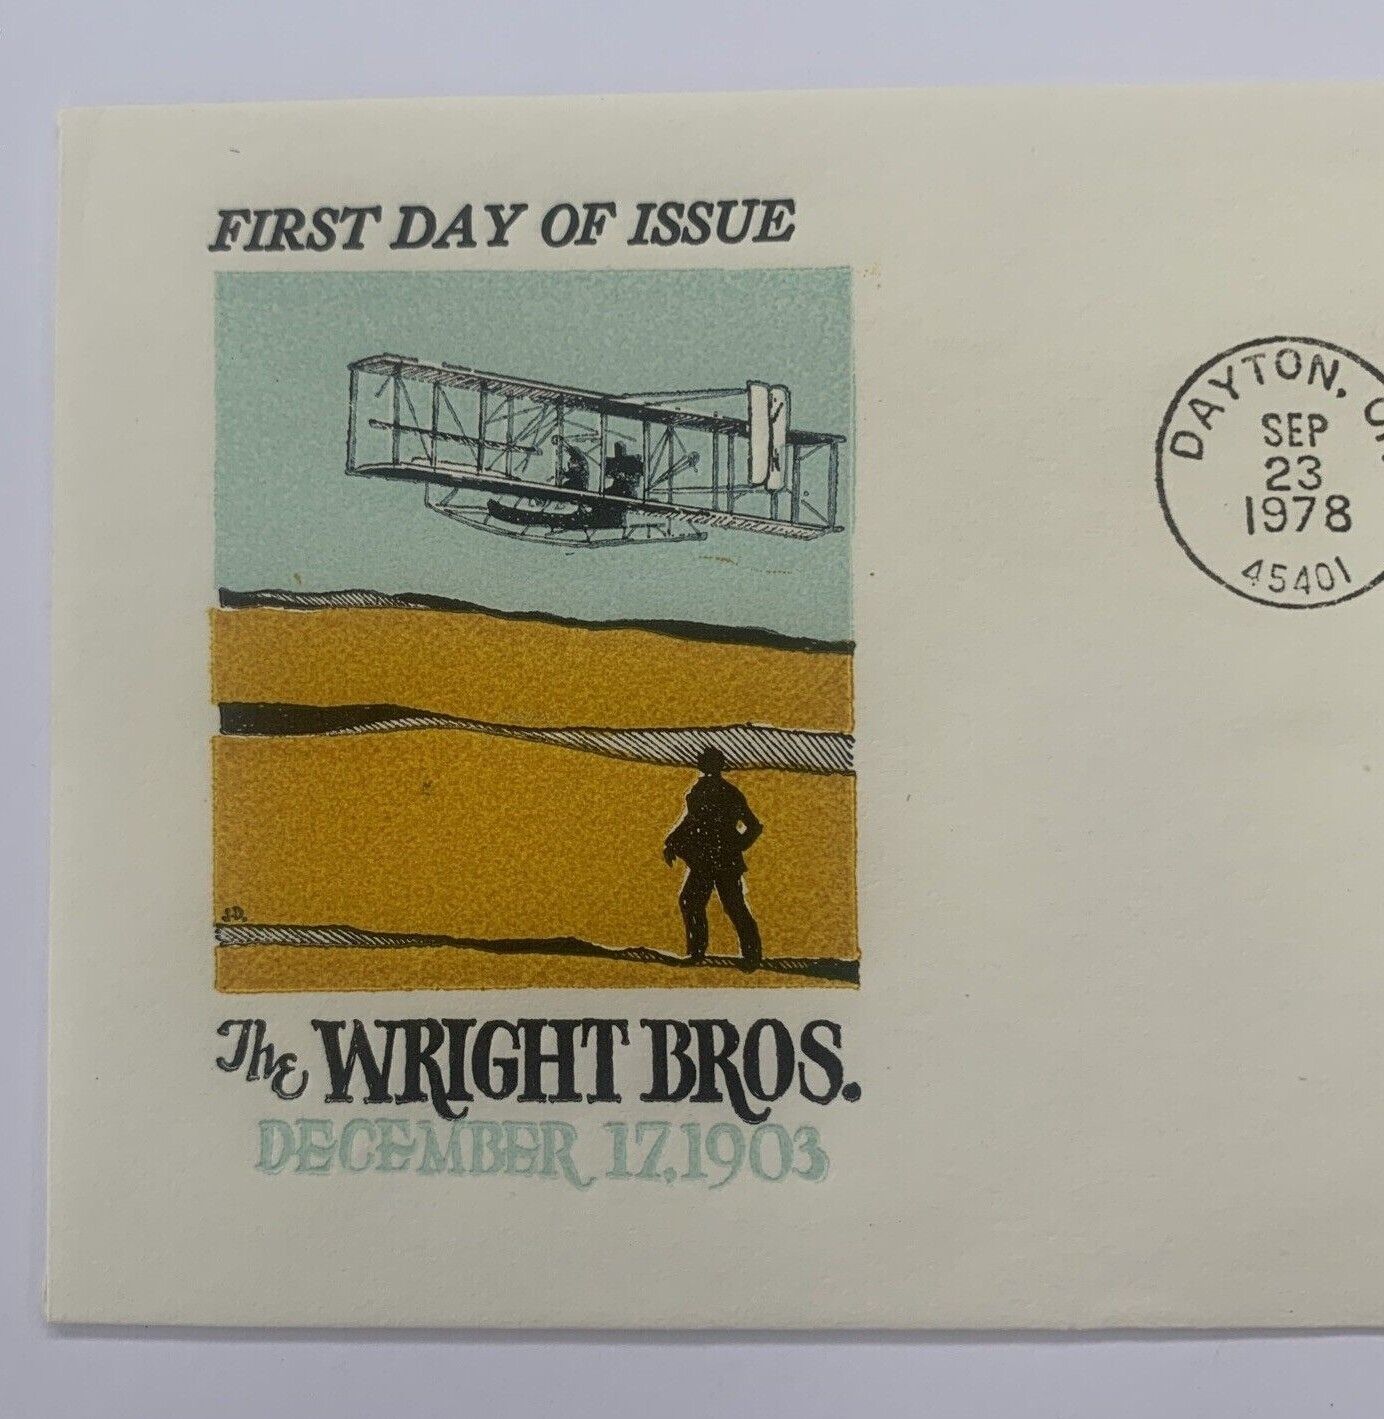 FIRST DAY OF ISSUE
J.D.
The WRIGHT BROS.
DECEMBER 17, 1903
DAYTON,
SEP
23
1978
45401